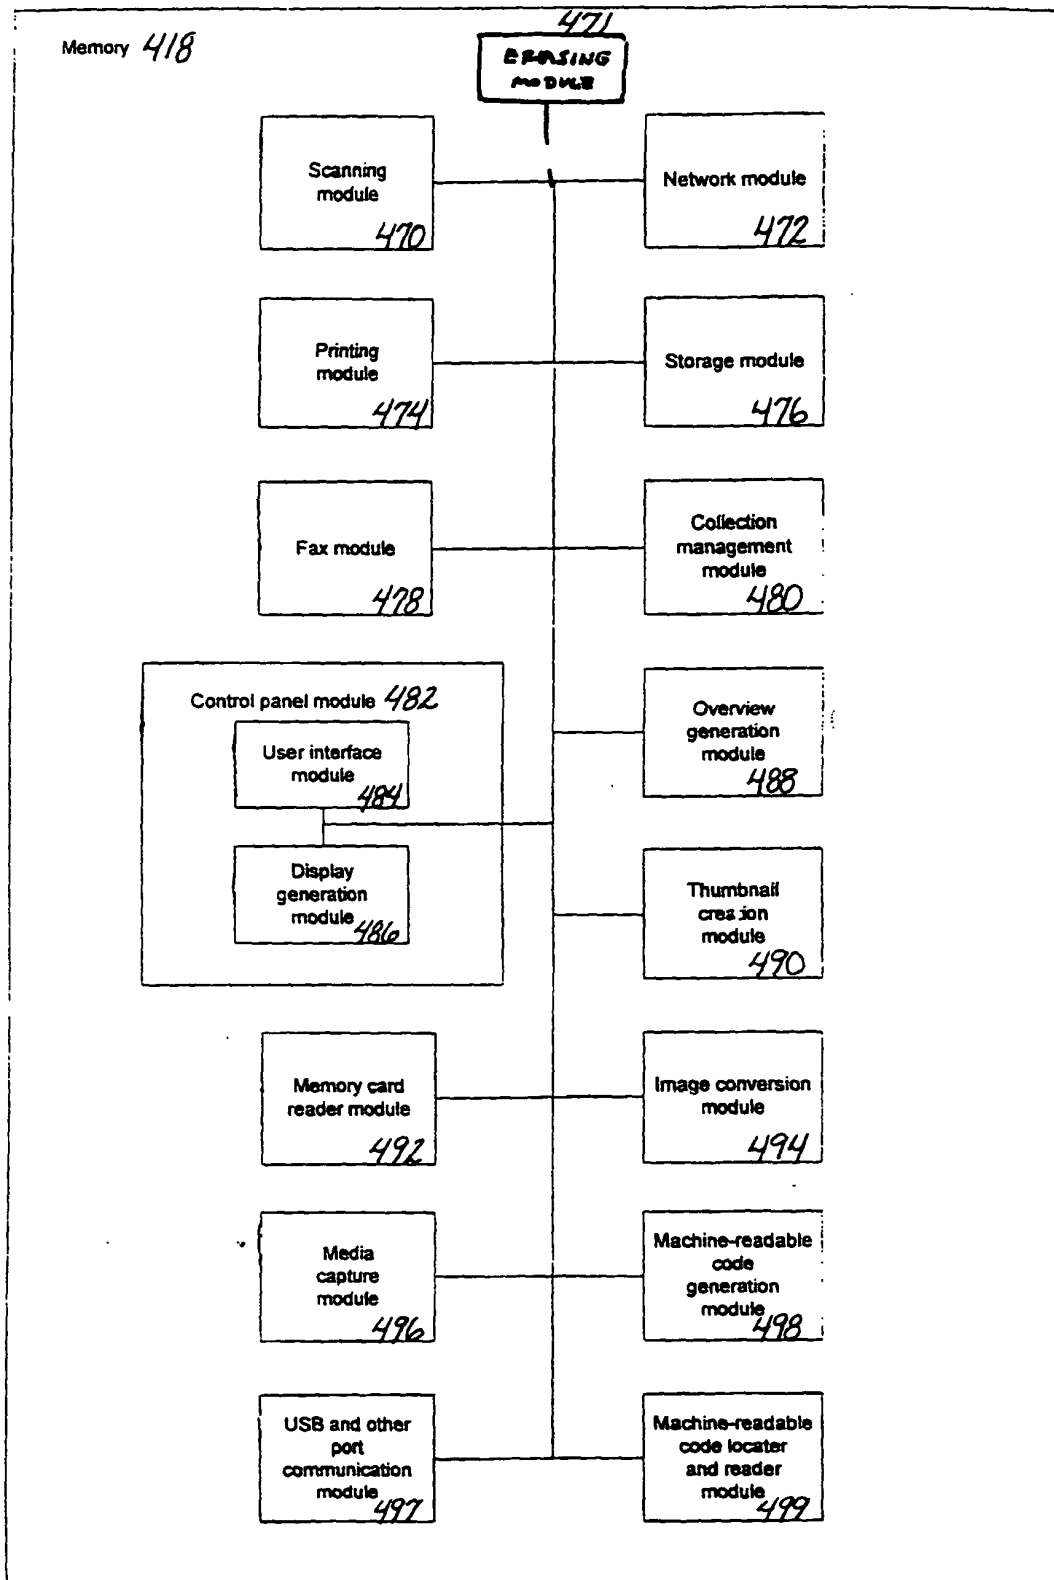 Memory 418
471
ERASING
MODULE
Scanning
module
470
Network module
472
Printing
module
474
Storage module
476
Fax module
478
Collection
management
module
480
Control panel module 482
User interface
module
484
Display
generation
module
486
Overview
generation
module
488
Thumbnail
creation
module
490
Memory card
reader module
492
Image conversion
module
494
Media
capture
module
496
Machine-readable
code
generation
module
498
USB and other
port
communication
module
497
Machine-readable
code locater
and reader
module
499